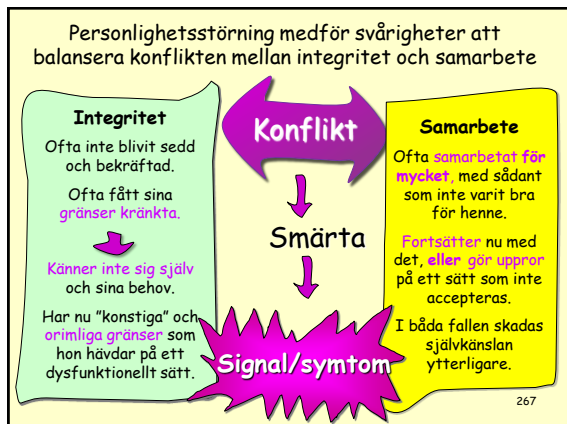 Personlighetsstörning medför svårigheter att
balansera konflikten mellan integritet och samarbete
Integritet
Ofta inte blivit sedd
och bekräftad.
Ofta fått sina
gränser kränkta.
Känner inte sig själv
och sina behov.
Har nu "konstiga" och
orimliga gränser som
hon hävdar på ett
dysfunktionellt sätt.
Konflikt
Smärta
Signal/symtom
Samarbete
Ofta samarbetat för
mycket, med sådant
som inte varit bra
för henne.
Fortsätter nu med
det, eller gör uppror
på ett sätt som inte
accepteras.
I båda fallen skadas
självkänslan
ytterligare.
267